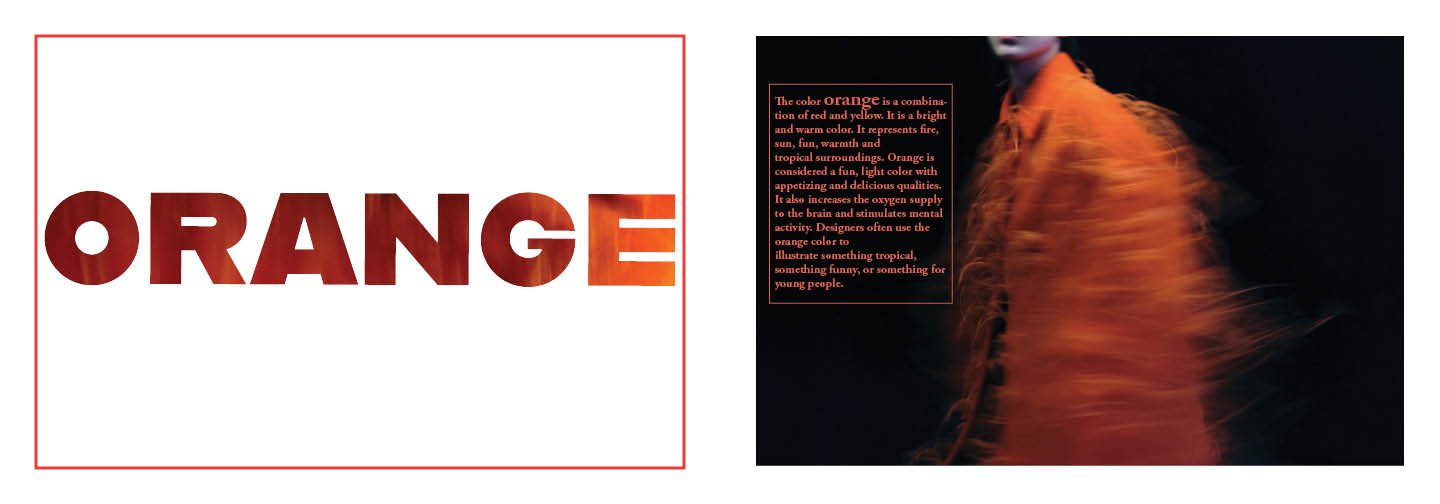 ORANGE
The color orange is a combina-
tion of red and yellow. It is a bright
and warm color. It represents fire,
sun, fun, warmth and
tropical surroundings. Orange is
considered a fun, light color with
appetizing and delicious qualities.
It also increases the oxygen supply
to the brain and stimulates mental
activity. Designers often use the
orange color to
illustrate something tropical,
something funny, or something for
young people.